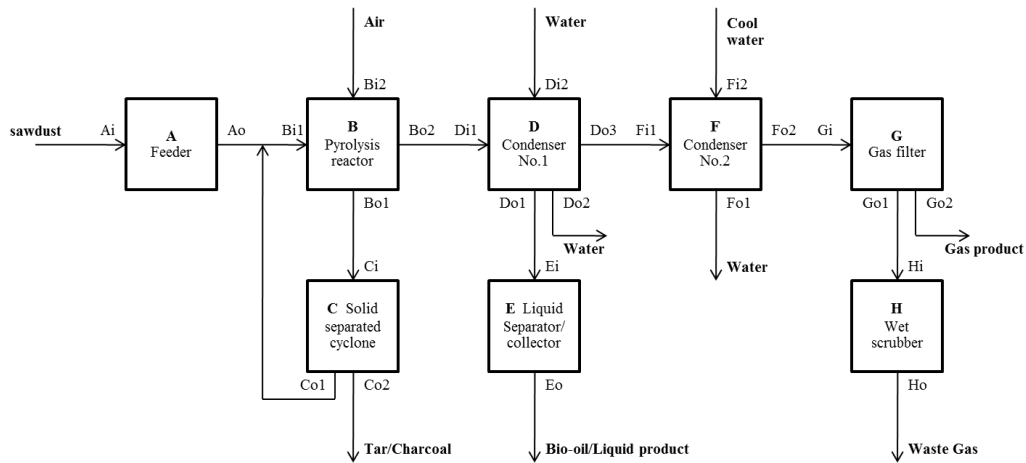 Air
Water
Cool
water
Bi2
Di2
Fi2
sawdust
Ai
A
Feeder
Ao
Bi1
B
Pyrolysis
reactor
Bo2
Di1
D
Condenser
No.1
Do3
Fi1
F
Condenser
No.2
Fo2
Gi
G
Gas filter
Bo1
Do1
Do2
Water
Fo1
Water
Go1
Go2
Gas product
Ci
Ei
Hi
C Solid
separated
cyclone
E Liquid
Separator/
collector
H
Wet
scrubber
Co1
Co2
Eo
Ho
Tar/Charcoal
Bio-oil/Liquid product
Waste Gas